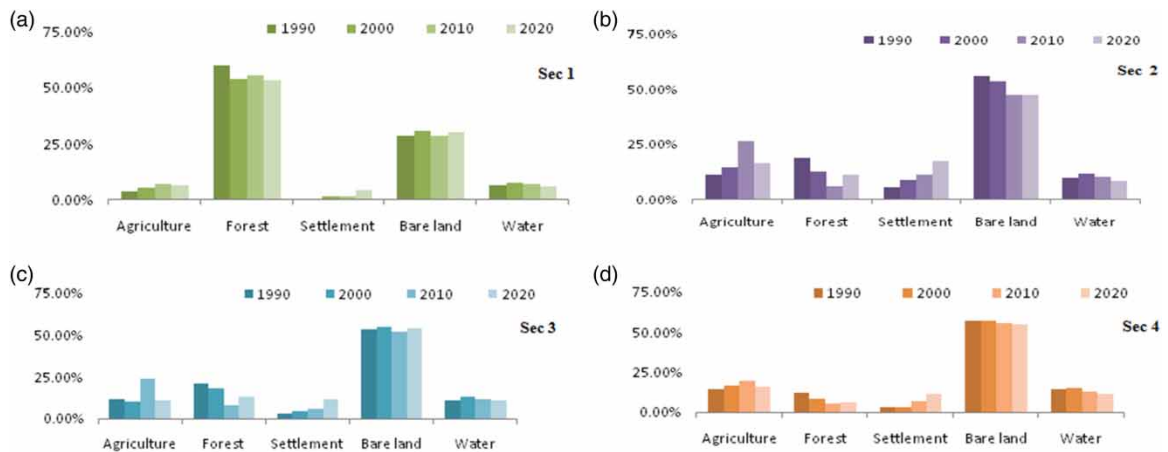 (a)
75.00%
50.00%
25.00%
0.00%
1990 2000 2010 2020
Sec 1
Agriculture Forest Settlement Bare land Water
(b)
75.00%
50.00%
25.00%
0.00%
1990 2000 2010 2020
Sec 2
Agriculture Forest Settlement Bare land Water
(c)
75.00%
50.00%
25.00%
0.00%
1990 2000 2010 2020
Sec 3
Agriculture Forest Settlement Bare land Water
(d)
75.00%
50.00%
25.00%
0.00%
1990 2000 2010 2020
Sec 4
Agriculture Forest Settlement Bare land Water